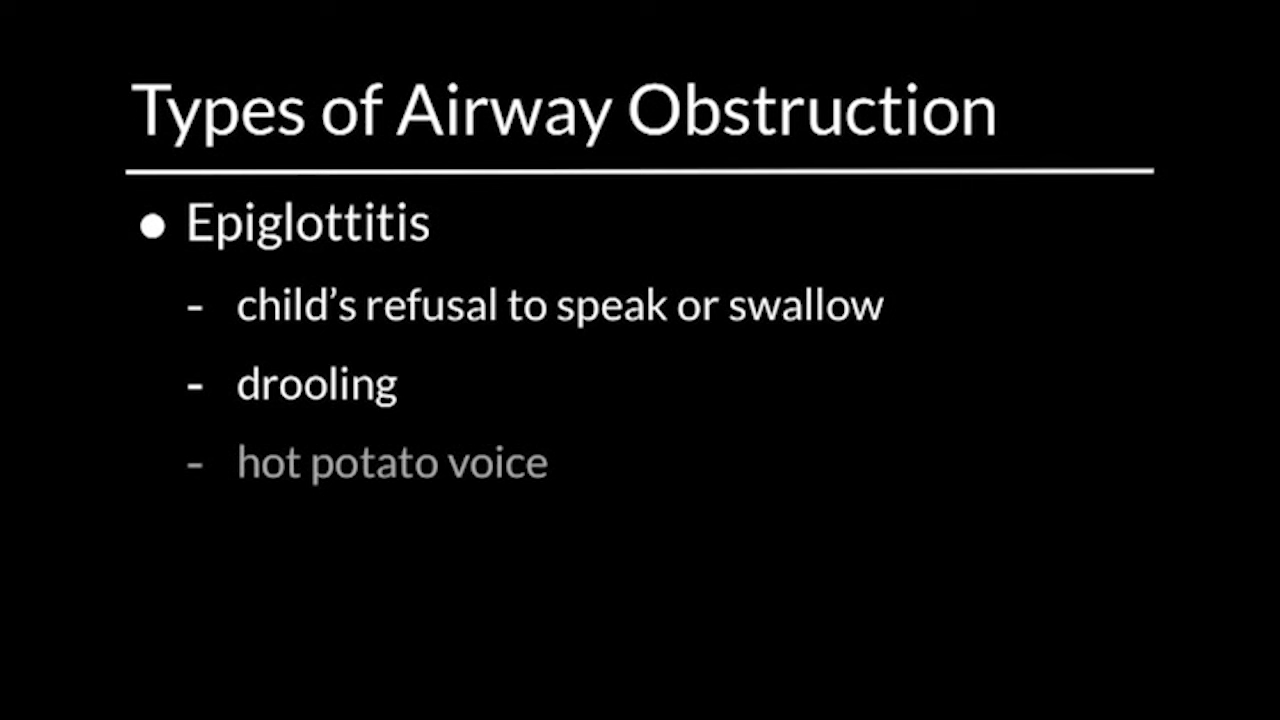 Types of Airway Obstruction
● Epiglottitis
- child’s refusal to speak or swallow
- drooling
- hot potato voice